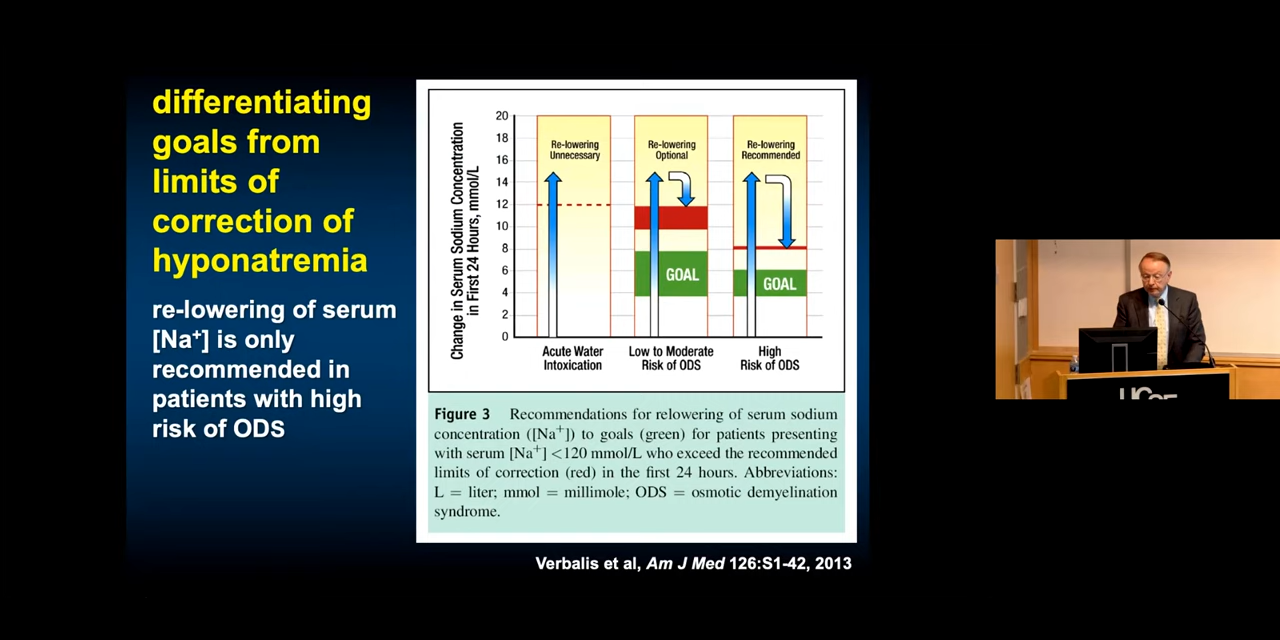 differentiating
goals from
limits of
correction of
hyponatremia
re-lowering of serum
[Na⁺] is only
recommended in
patients with high
risk of ODS
Change in Serum Sodium Concentration
in First 24 Hours, mmol/L
20
18
16
14
12
10
8
6
4
2
0
Re-lowering
Unnecessary
Re-lowering
Optional
Re-lowering
Recommended
GOAL
GOAL
Acute Water
Intoxication
Low to Moderate
Risk of ODS
High
Risk of ODS
Figure 3 Recommendations for relowering of serum sodium
concentration ([Na⁺]) to goals (green) for patients presenting
with serum [Na⁺] <120 mmol/L who exceed the recommended
limits of correction (red) in the first 24 hours. Abbreviations:
L = liter; mmol = millimole; ODS = osmotic demyelination
syndrome.
Verbalis et al, Am J Med 126:S1-42, 2013